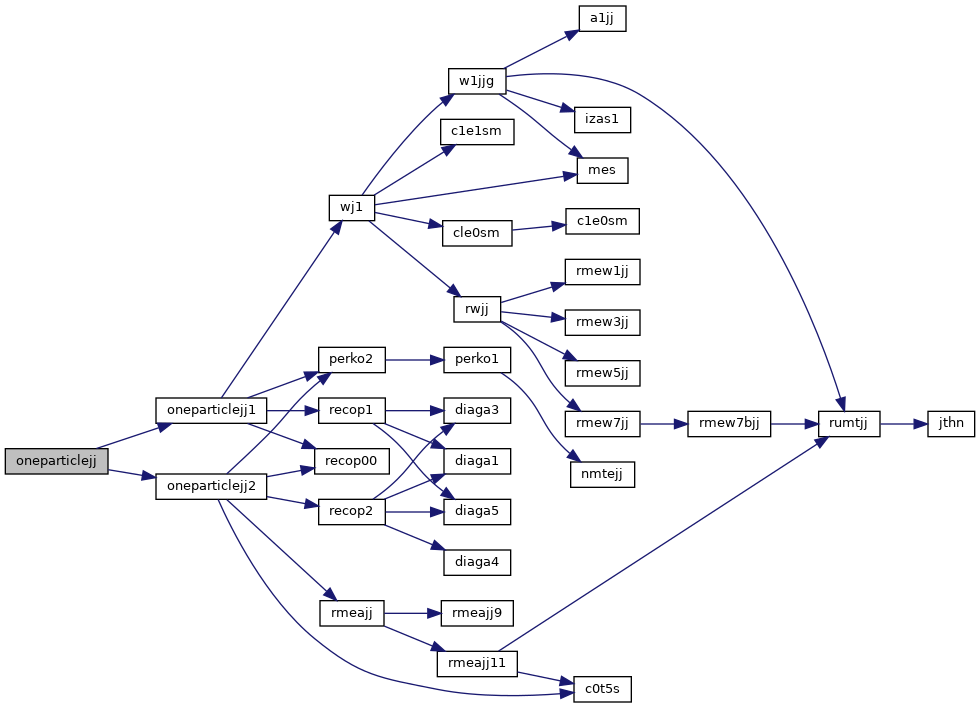 a1jj
w1jjg
izas1
c1e1sm
mes
wj1
c1e0sm
cle0sm
rmew1jj
rwjj
rmew3jj
perko2
perko1
rmew5jj
oneparticlejj1
recop1
diaga3
rmew7jj
rmew7bjj
rumtjj
jthn
oneparticlejj
recop00
diaga1
nmtejj
oneparticlejj2
recop2
diaga5
diaga4
rmeajj
rmeajj9
rmeajj11
c0t5s